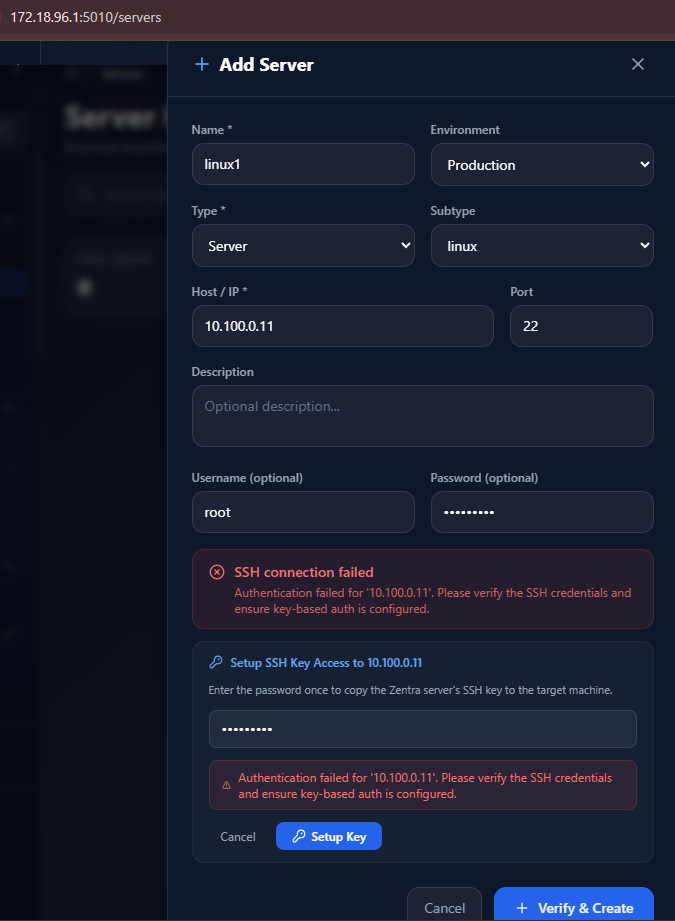 172.18.96.1:5010/servers
Server
+ Add Server
Name *
Environment
linux1
Production
Type *
Subtype
Server
linux
Host / IP *
Port
10.100.0.11
22
Description
Optional description...
Username (optional)
Password (optional)
root
•••••••••
SSH connection failed
Authentication failed for '10.100.0.11'. Please verify the SSH credentials and
ensure key-based auth is configured.
Setup SSH Key Access to 10.100.0.11
Enter the password once to copy the Zentra server's SSH key to the target machine.
•••••••••
Authentication failed for '10.100.0.11'. Please verify the SSH credentials
and ensure key-based auth is configured.
Cancel
Setup Key
Cancel
+ Verify & Create